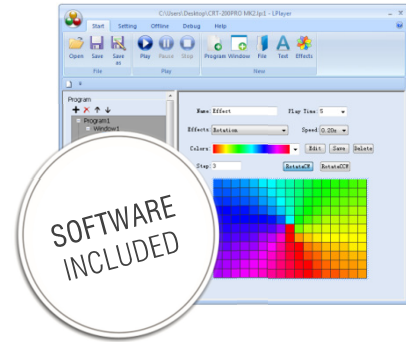 C:\Users\Desktop\CRT-200PRO MK2.lp1 - LPlayer
Start Setting Offline Debug Help
Open Save Save as Play Pause Stop Program Window File Text Effects
File Play New
Program
Program1
Window1
Name: Effect Play Time: 5
Effects: Rotation Speed 0.20s
Colors: Edit Save Delete
Step: 3 RotateCW RotateCCW
SOFTWARE
INCLUDED